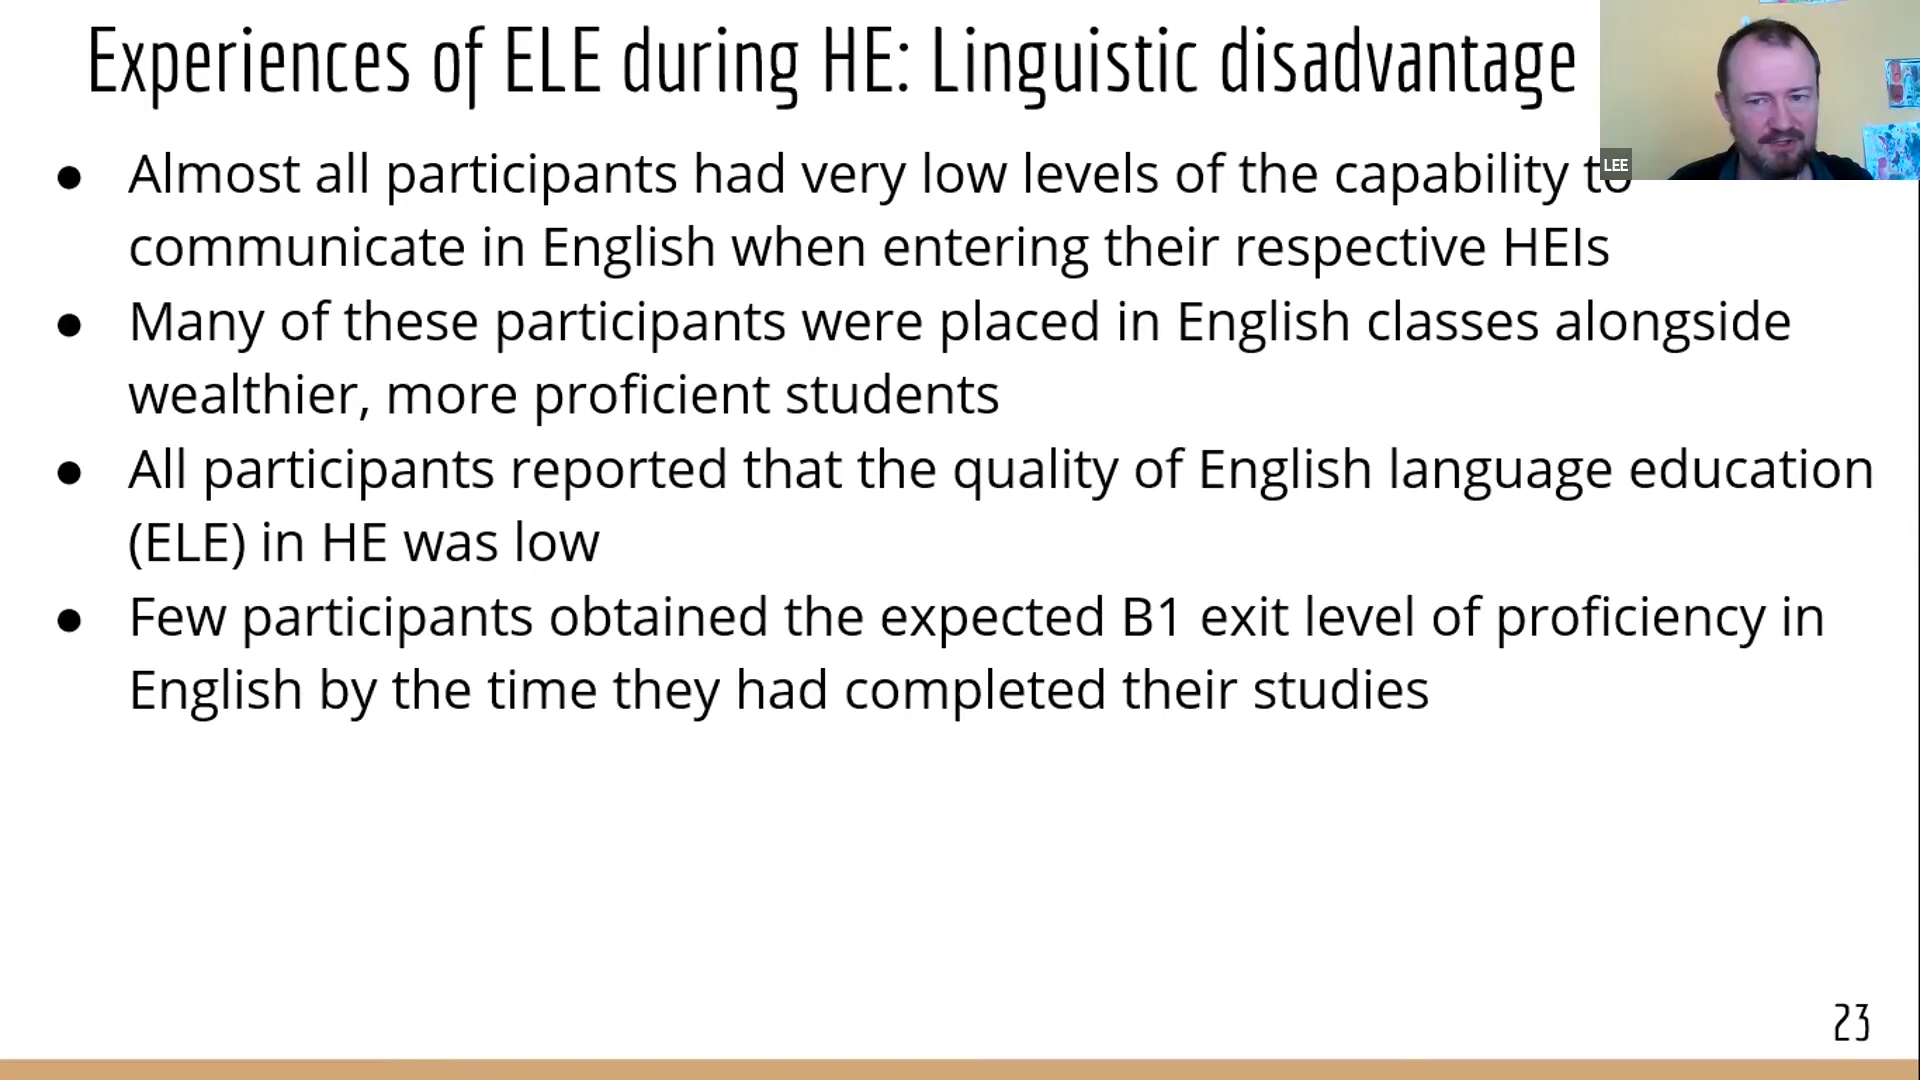 Experiences of ELE during HE: Linguistic disadvantage
LEE
● Almost all participants had very low levels of the capability to
communicate in English when entering their respective HEIs
● Many of these participants were placed in English classes alongside
wealthier, more proficient students
● All participants reported that the quality of English language education
(ELE) in HE was low
● Few participants obtained the expected B1 exit level of proficiency in
English by the time they had completed their studies
23